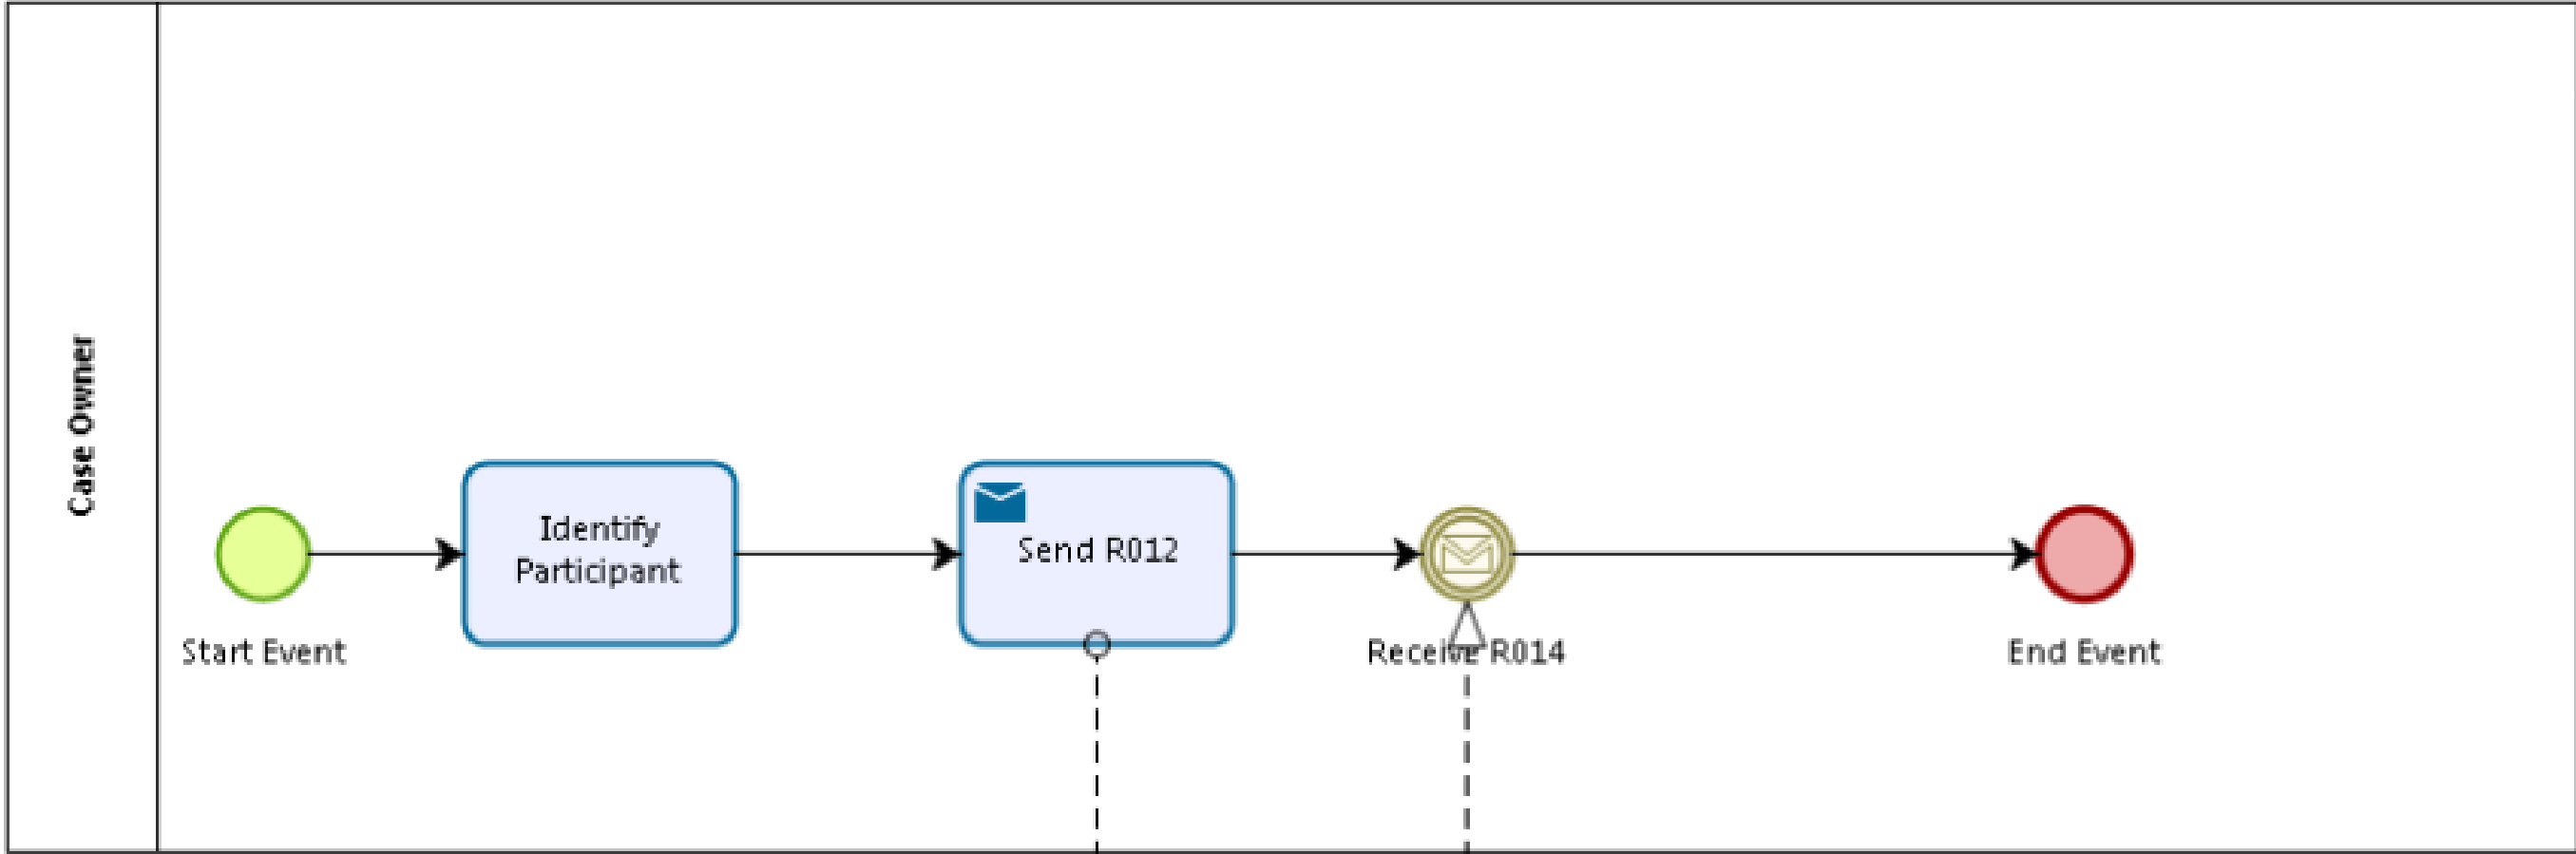 Case Owner
Start Event
Identify
Participant
Send R012
Receive R014
End Event